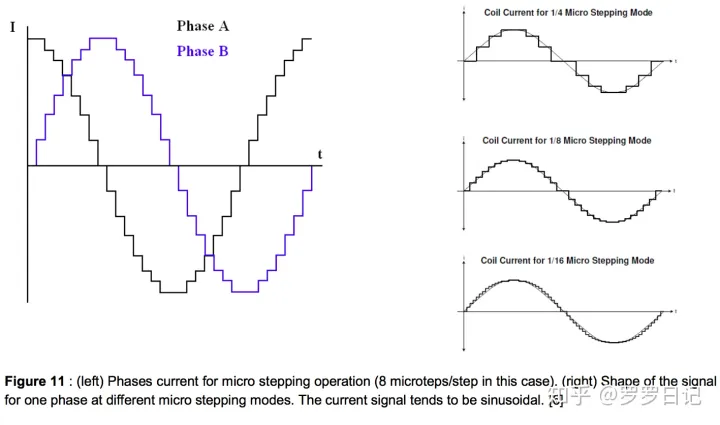 I
Phase A
Phase B
t
Coil Current for 1/4 Micro Stepping Mode
I
t
Coil Current for 1/8 Micro Stepping Mode
I
t
Coil Current for 1/16 Micro Stepping Mode
I
t
Figure 11 : (left) Phases current for micro stepping operation (8 microteps/step in this case). (right) Shape of the signal
for one phase at different micro stepping modes. The current signal tends to be sinusoidal. [6]
知乎 @罗罗日记